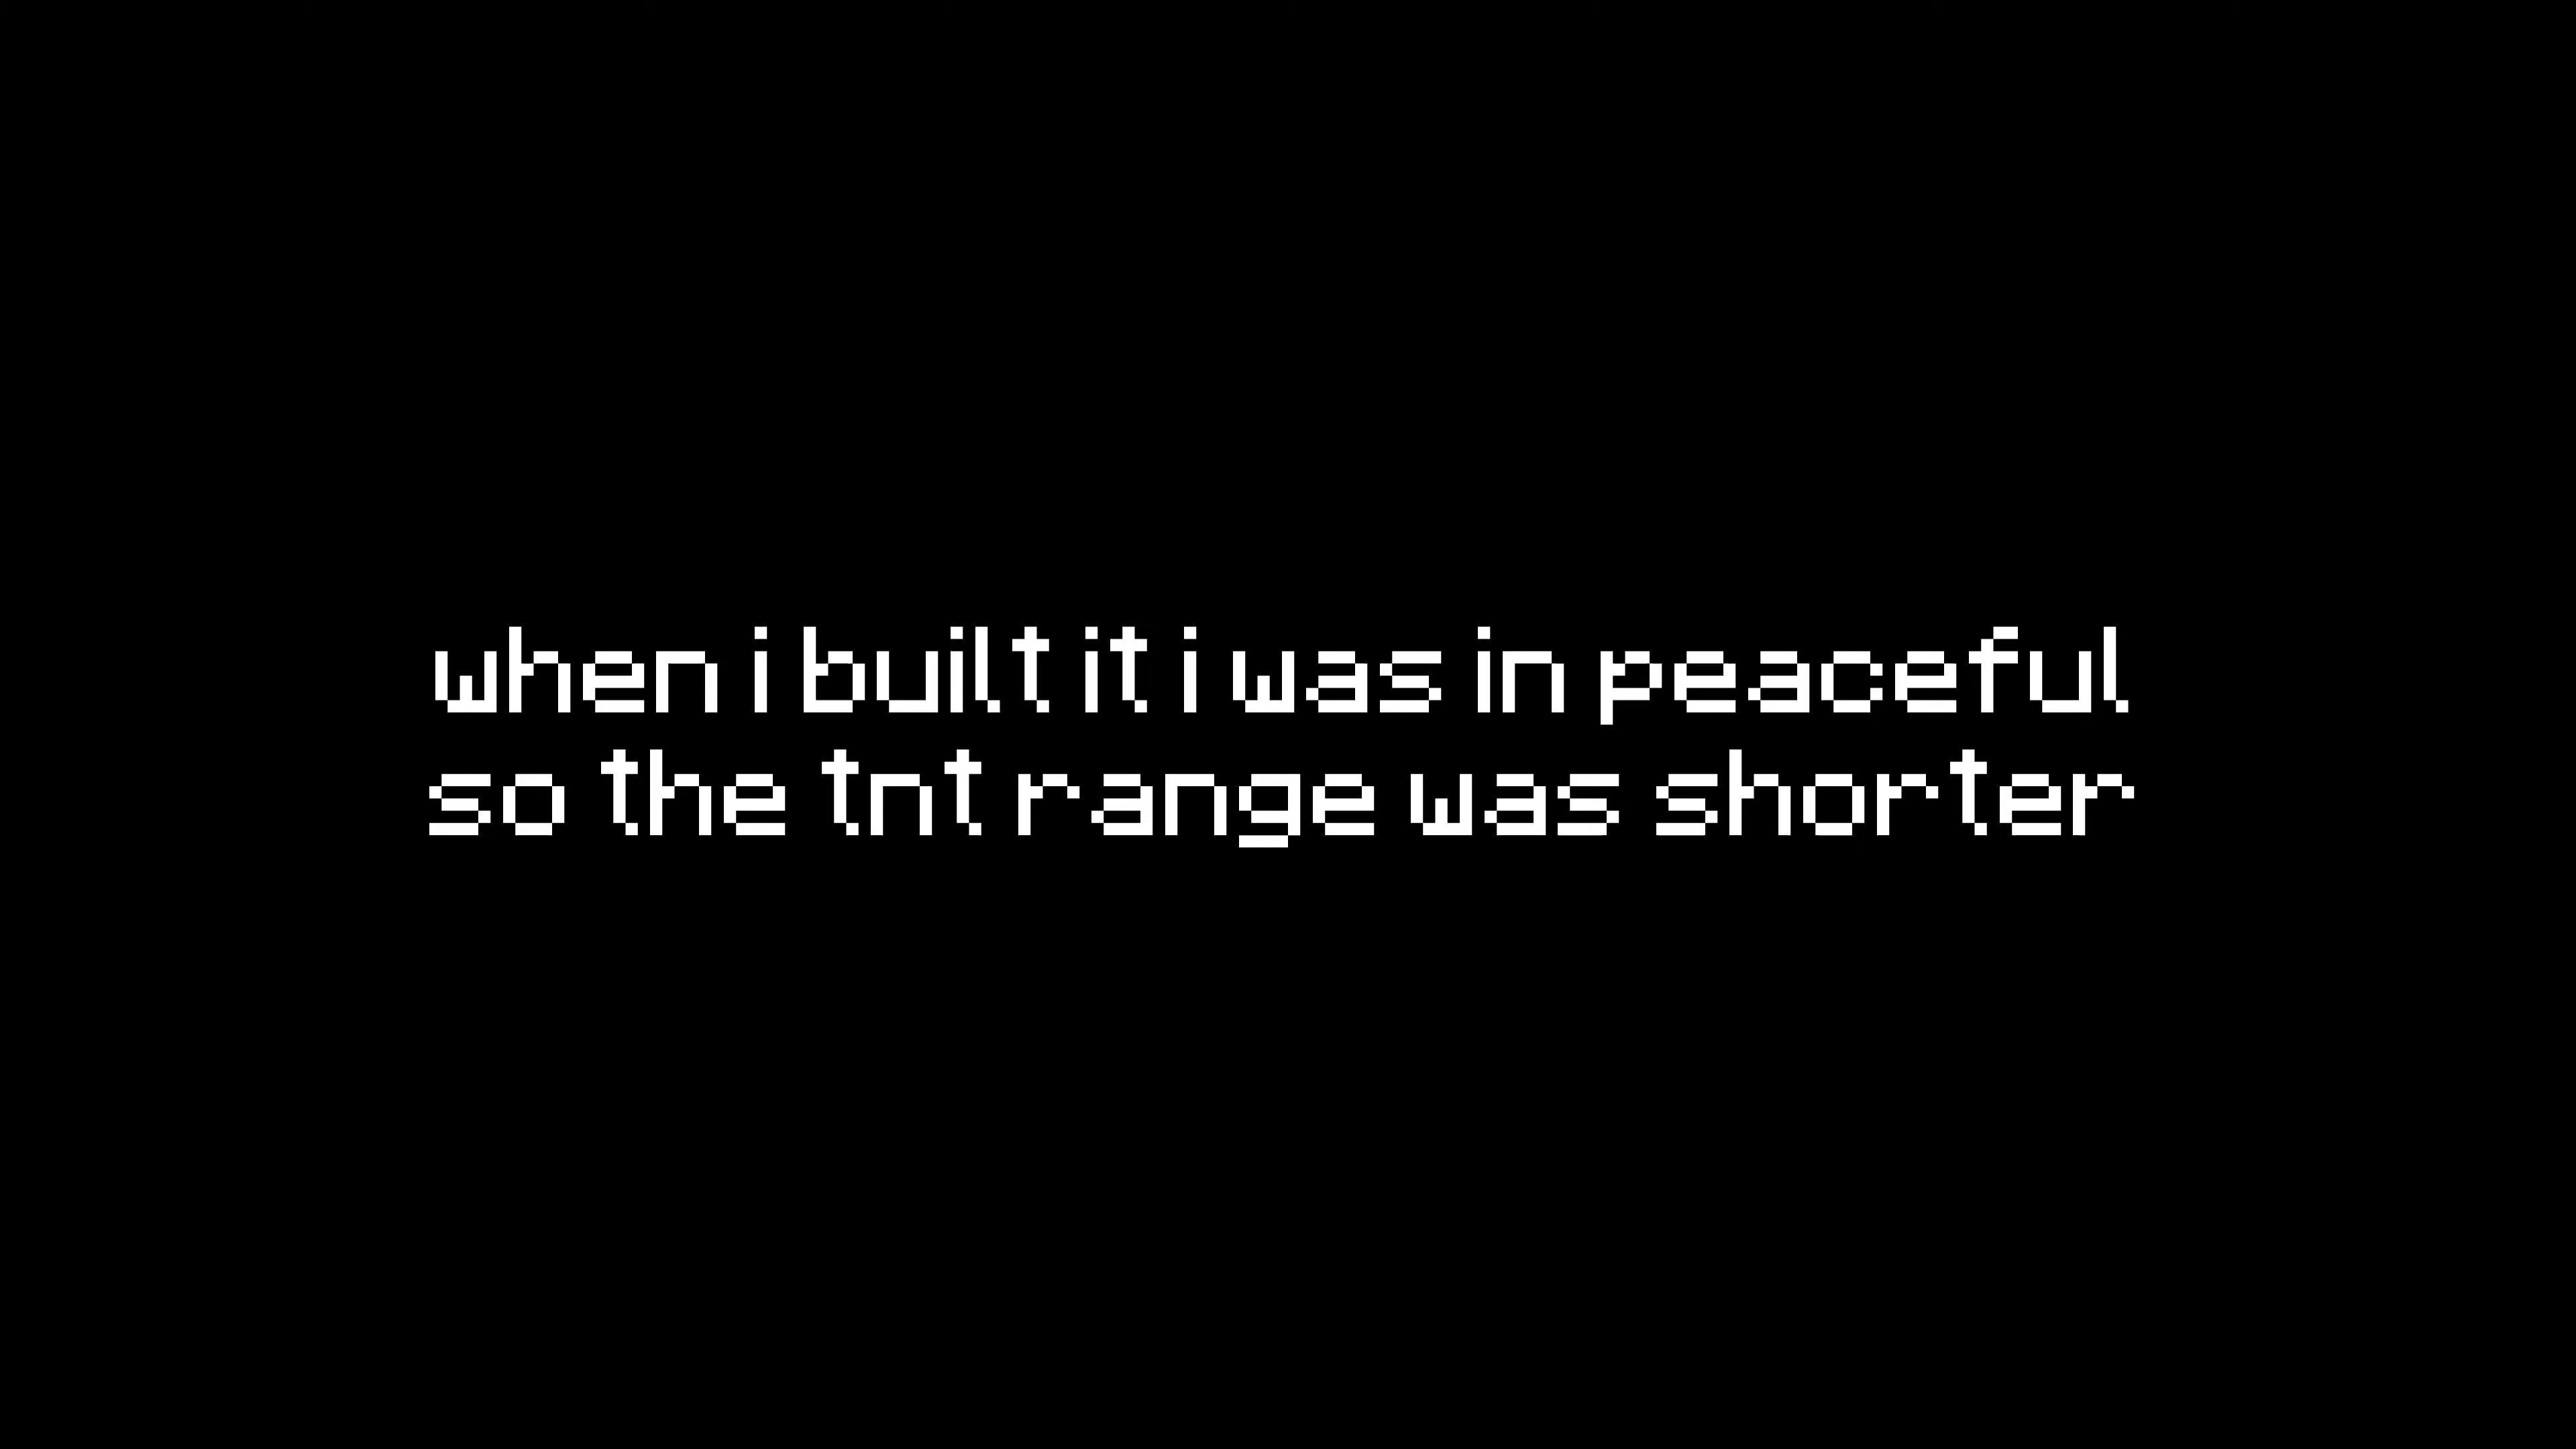 when i built it i was in peaceful
so the tnt range was shorter